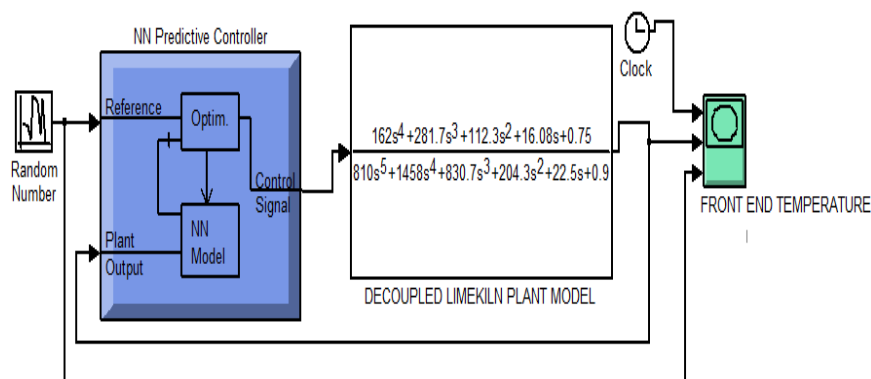 NN Predictive Controller
Clock
Reference
Optim.
Random
Number
Control
Signal
NN
Model
Plant
Output
162s⁴+281.7s³+112.3s²+16.08s+0.75
810s⁵+1458s⁴+830.7s³+204.3s²+22.5s+0.9
DECOUPLED LIMEKILN PLANT MODEL
FRONT END TEMPERATURE